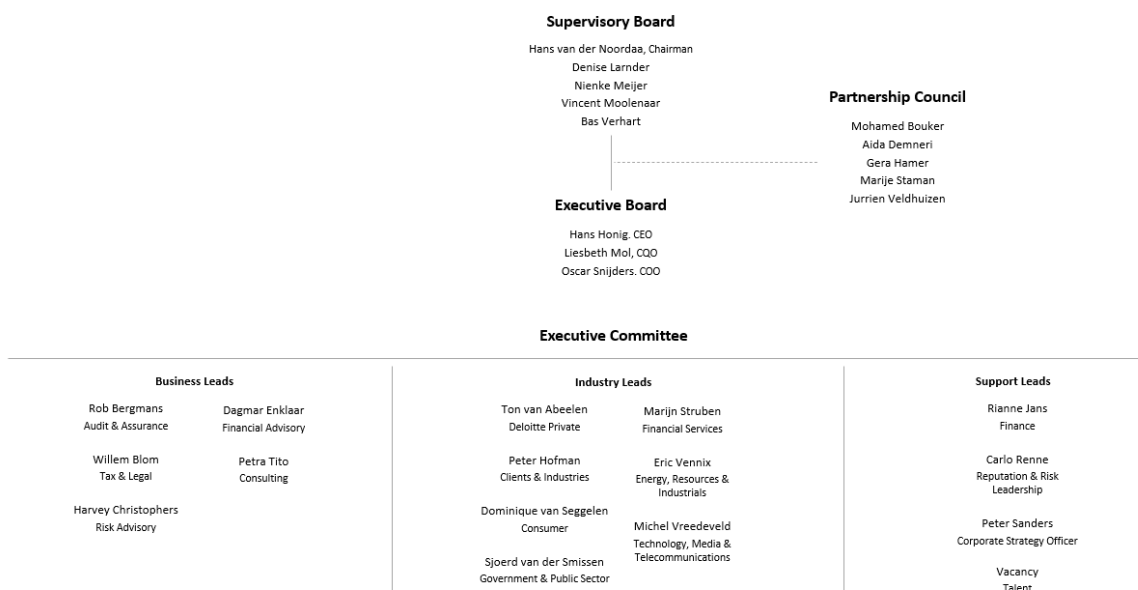 Supervisory Board
Hans van der Noordaa, Chairman
Denise Larnder
Nienke Meijer
Vincent Moolenaar
Bas Verhart
Partnership Council
Mohamed Bouker
Aida Demneri
Gera Hamer
Marije Staman
Jurrien Veldhuizen
Executive Board
Hans Honig. CEO
Liesbeth Mol, CQO
Oscar Snijders. COO
Executive Committee
Business Leads
Rob Bergmans
Audit & Assurance
Willem Blom
Tax & Legal
Harvey Christophers
Risk Advisory
Dagmar Enklaar
Financial Advisory
Petra Tito
Consulting
Industry Leads
Ton van Abeelen
Deloitte Private
Peter Hofman
Clients & Industries
Dominique van Seggelen
Consumer
Sjoerd van der Smissen
Government & Public Sector
Marijn Struben
Financial Services
Eric Vennix
Energy, Resources &
Industrials
Michel Vreedeveld
Technology, Media &
Telecommunications
Support Leads
Rianne Jans
Finance
Carlo Renne
Reputation & Risk
Leadership
Peter Sanders
Corporate Strategy Officer
Vacancy
Talent